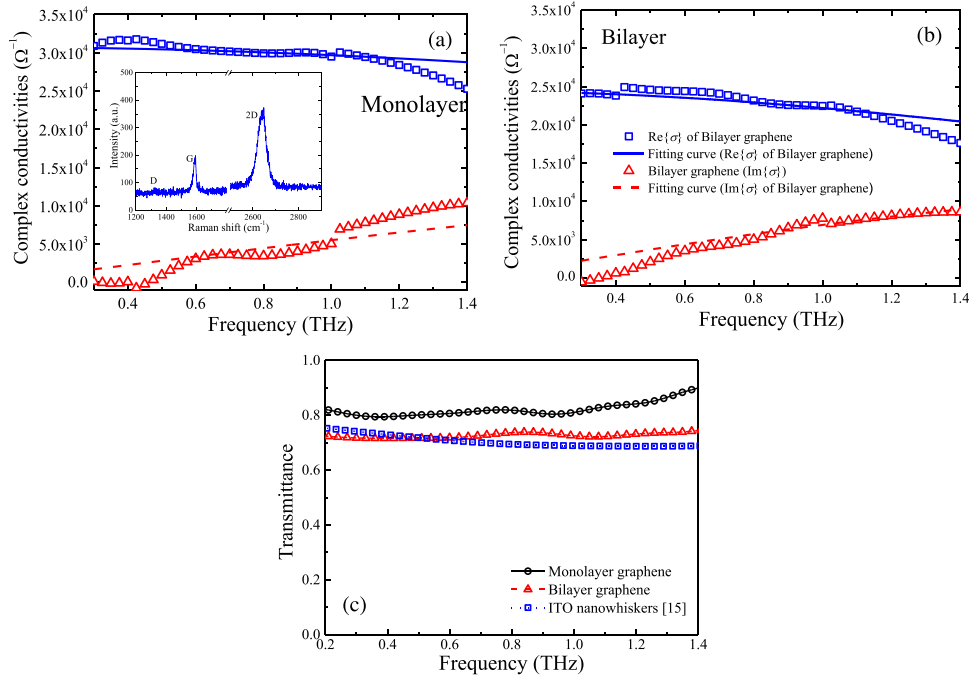 (a)
Monolayer
Complex conductivities (Ω⁻¹)
3.5x10⁴
3.0x10⁴
2.5x10⁴
2.0x10⁴
1.5x10⁴
1.0x10⁴
5.0x10³
0.0
0.4 0.6 0.8 1.0 1.2 1.4
Frequency (THz)
Intensity (a.u.)
500
400
300
200
100
0
D
G
2D
1200 1400 1600 2600 2800
Raman shift (cm⁻¹)
Bilayer
(b)
Complex conductivities (Ω⁻¹)
3.5x10⁴
3.0x10⁴
2.5x10⁴
2.0x10⁴
1.5x10⁴
1.0x10⁴
5.0x10³
0.0
Re{σ} of Bilayer graphene
Fitting curve (Re{σ} of Bilayer graphene)
Bilayer graphene (Im{σ})
Fitting curve (Im{σ} of Bilayer graphene)
0.4 0.6 0.8 1.0 1.2 1.4
Frequency (THz)
Transmittance
1.0
0.8
0.6
0.4
0.2
0.0
(c)
Monolayer graphene
Bilayer graphene
ITO nanowhiskers [15]
0.2 0.4 0.6 0.8 1.0 1.2 1.4
Frequency (THz)